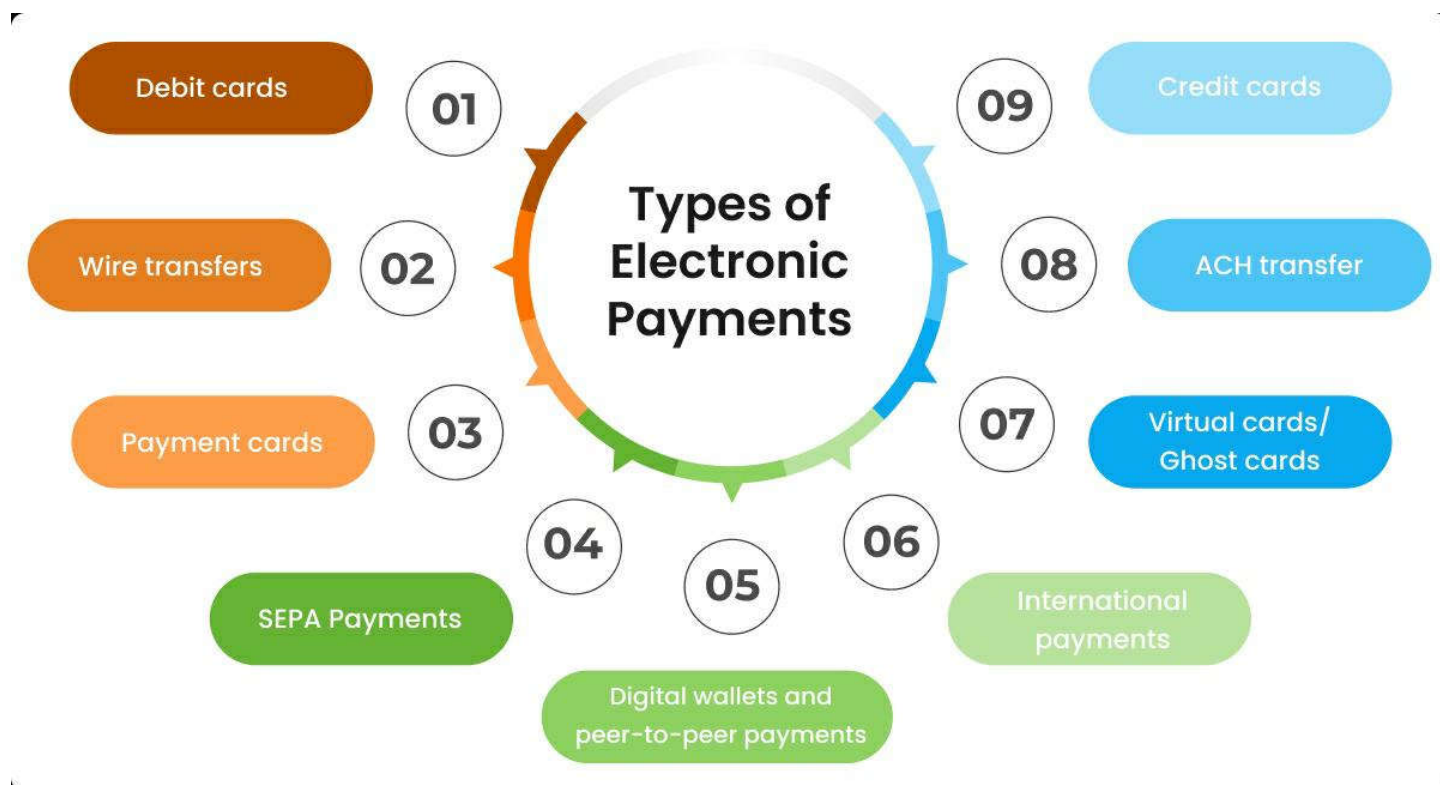 Types of
Electronic
Payments
01
Debit cards
02
Wire transfers
03
Payment cards
04
SEPA Payments
05
Digital wallets and
peer-to-peer payments
06
International
payments
07
Virtual cards/
Ghost cards
08
ACH transfer
09
Credit cards